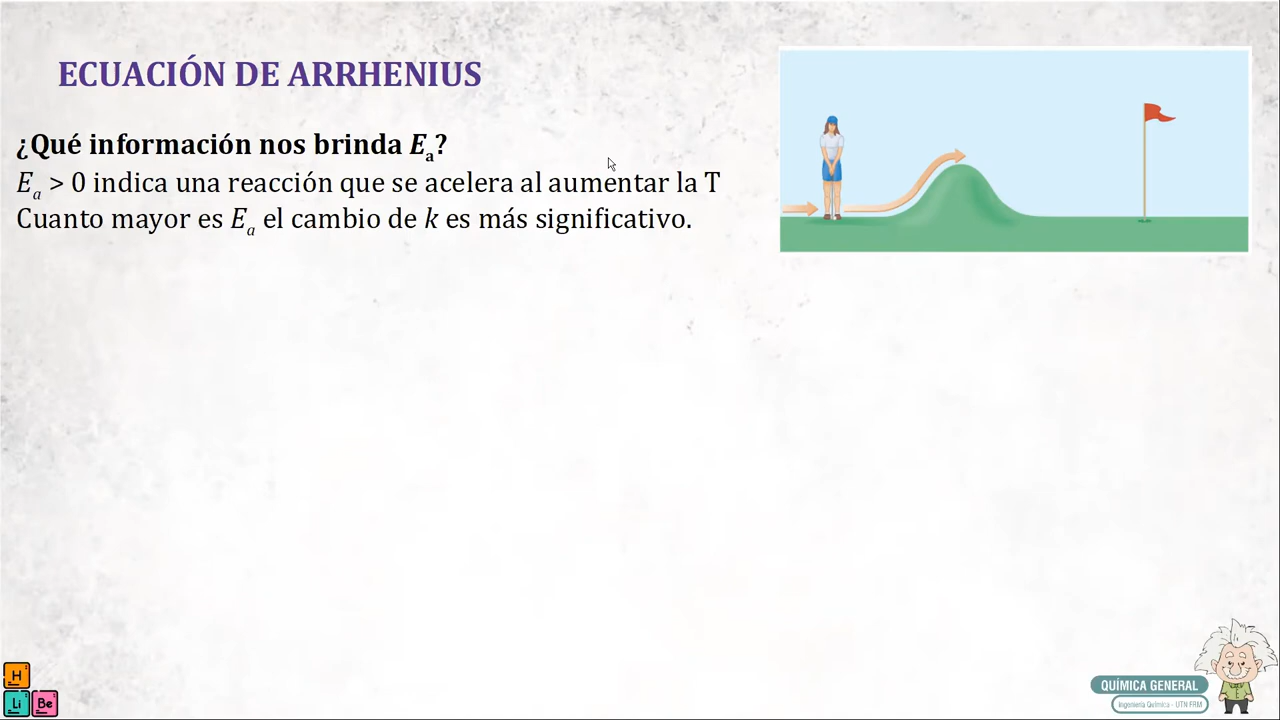 ECUACIÓN DE ARRHENIUS
¿Qué información nos brinda Ea?
Ea > 0 indica una reacción que se acelera al aumentar la T
Cuanto mayor es Ea el cambio de k es más significativo.
H
Li Be
QUÍMICA GENERAL
Ingeniería Química - UTN FRM